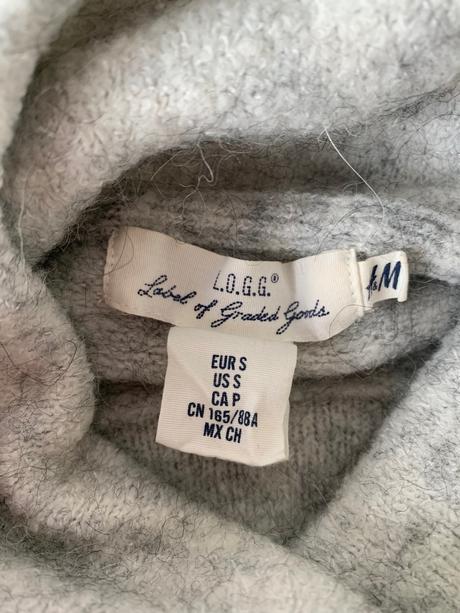 L.O.G.G.®
Label of Graded Goods.
&M
EUR S
US S
CA P
CN 165/88A
MX CH